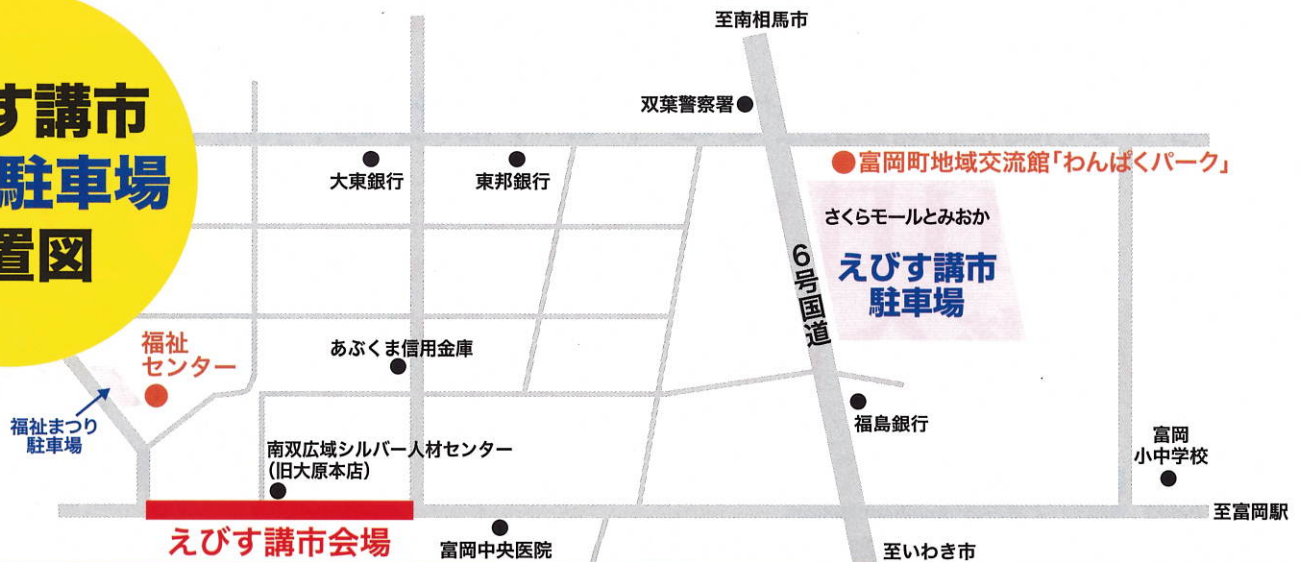 す講市
駐車場
置図
至南相馬市
双葉警察署
大東銀行
東邦銀行
富岡町地域交流館「わんぱくパーク」
さくらモールとみおか
えびす講市
駐車場
6号国道
福祉
センター
あぶくま信用金庫
福祉まつり
駐車場
福島銀行
南双広域シルバー人材センター
(旧大原本店)
富岡
小中学校
えびす講市会場
富岡中央医院
至富岡駅
至いわき市